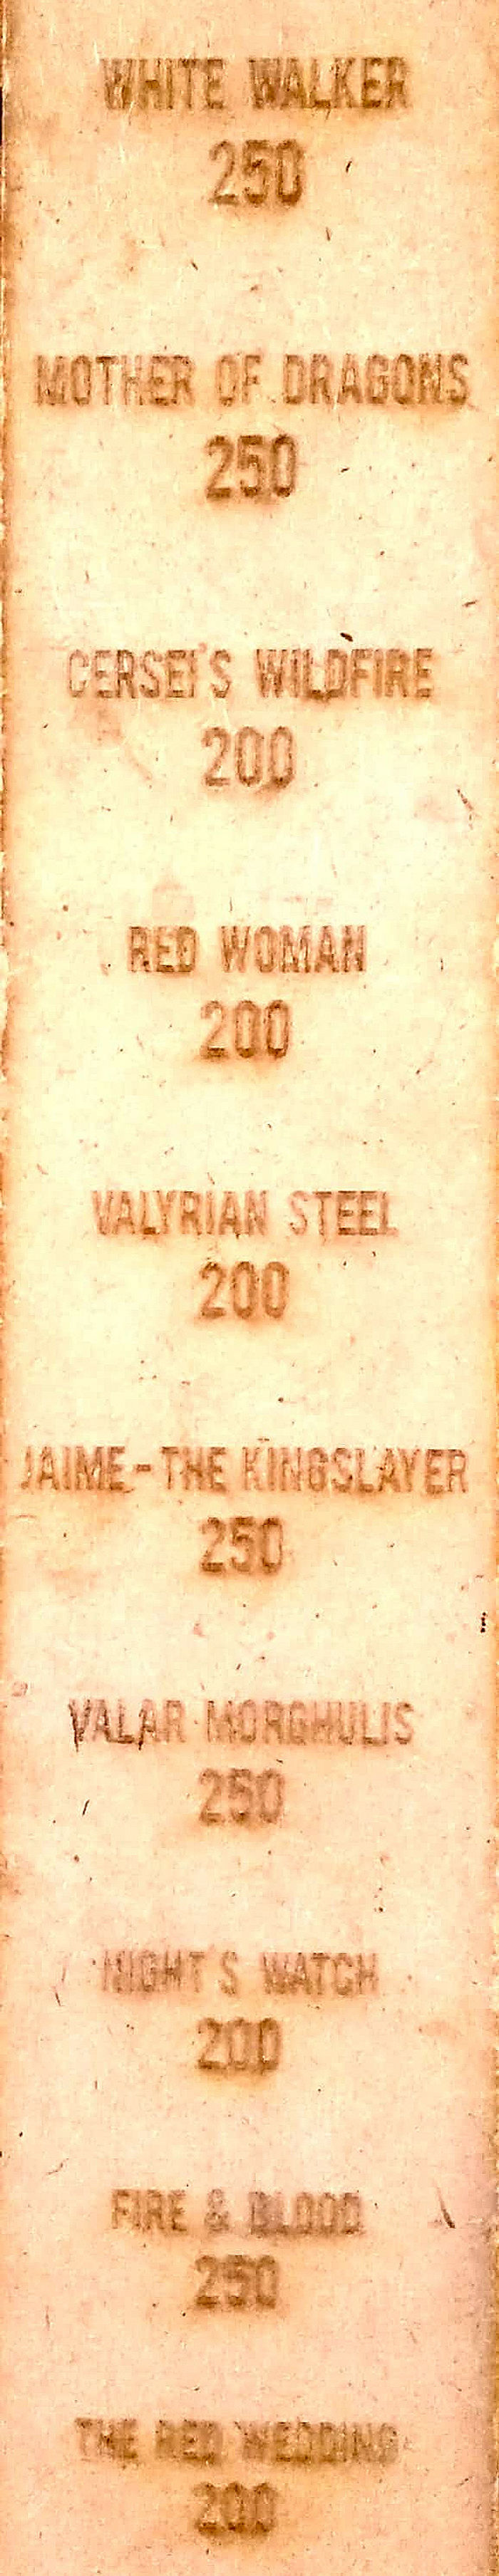 WHITE WALKER
250
MOTHER OF DRAGONS
250
CERSEI'S WILDFIRE
200
RED WOMAN
200
VALYRIAN STEEL
200
JAIME-THE KINGSLAYER
250
VALAR MORGHULIS
250
NIGHT'S WATCH
200
FIRE & BLOOD
250
THE RED WEDDING
200